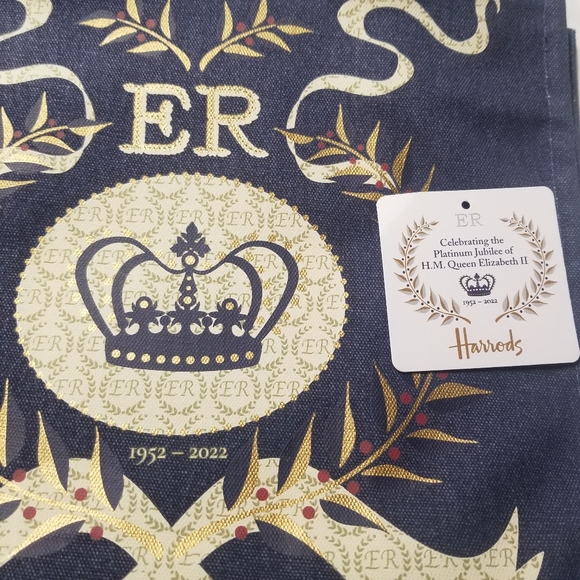 ER
1952 – 2022
ER
Celebrating the
Platinum Jubilee of
H.M. Queen Elizabeth II
1952 – 2022
Harrods